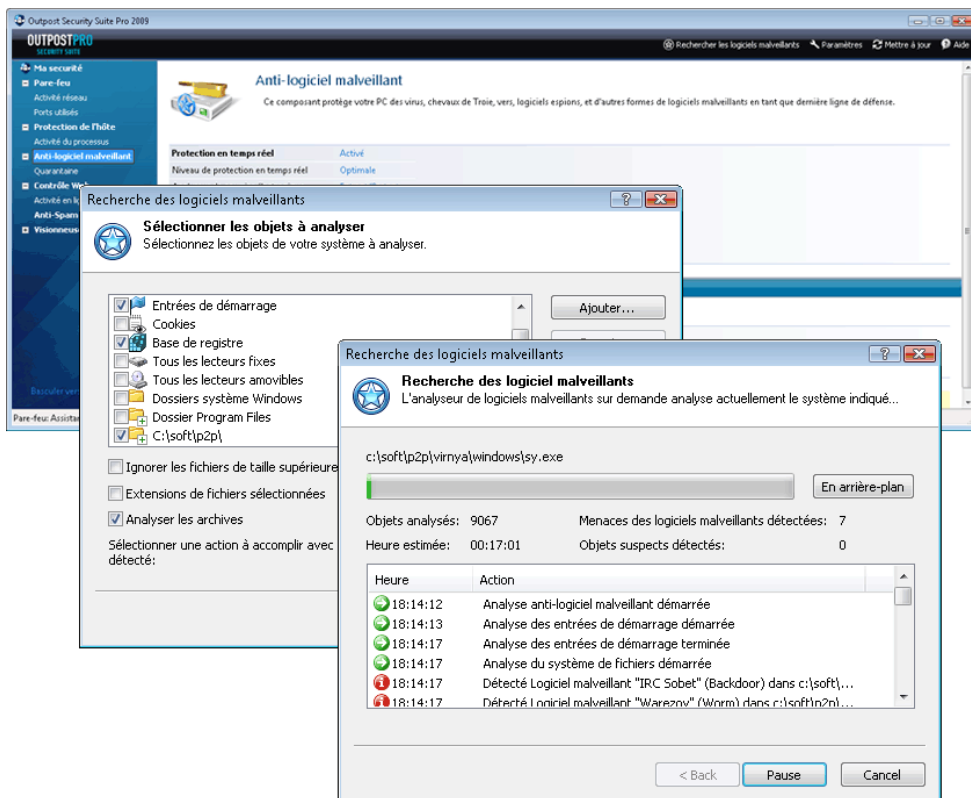 Outpost Security Suite Pro 2009
OUTPOSTPRO
SECURITY SUITE
Rechercher les logiciels malveillants Paramètres Mettre à jour Aide
Ma securité
Pare-feu
Activité réseau
Ports utilisés
Protection de l'hôte
Activité du processus
Anti-logiciel malveillant
Quarantaine
Contrôle
Anti-Spam
Anti-logiciel malveillant
Ce composant protège votre PC des virus, chevaux de Troie, vers, logiciels espions, et d'autres formes de logiciels malveillants en tant que dernière ligne de défense.
Protection en temps réel Activé
Niveau de protection en temps réel Optimale
Pare-feu:
Recherche des logiciels malveillants
Sélectionner les objets à analyser
Sélectionnez les objets de votre système à analyser.
Entrées de démarrage
Cookies
Base de registre
Tous les lecteurs fixes
Tous les lecteurs amovibles
Dossiers système Windows
Dossier Program Files
C:\soft\p2p\
Ajouter...
Ignorer les fichiers de taille supérieure
Extensions de fichiers sélectionnées
Analyser les archives
Sélectionner une action à accomplir avec
détecté:
Recherche des logiciels malveillants
Recherche des logiciel malveillants
L'analyseur de logiciels malveillants sur demande analyse actuellement le système indiqué...
c:\soft\p2p\virnya\windows\sy.exe
En arrière-plan
Objets analysés: 9067 Menaces des logiciels malveillants détectées: 7
Heure estimée: 00:17:01 Objets suspects détectés: 0
Heure Action
18:14:12 Analyse anti-logiciel malveillant démarrée
18:14:13 Analyse des entrées de démarrage démarrée
18:14:17 Analyse des entrées de démarrage terminée
18:14:17 Analyse du système de fichiers démarrée
18:14:17 Détecté Logiciel malveillant "IRC Sobet" (Backdoor) dans c:\soft\...
18:14:17 Détecté Logiciel malveillant "Warezov" (Worm) dans c:\soft\p2p\...
< Back Pause Cancel